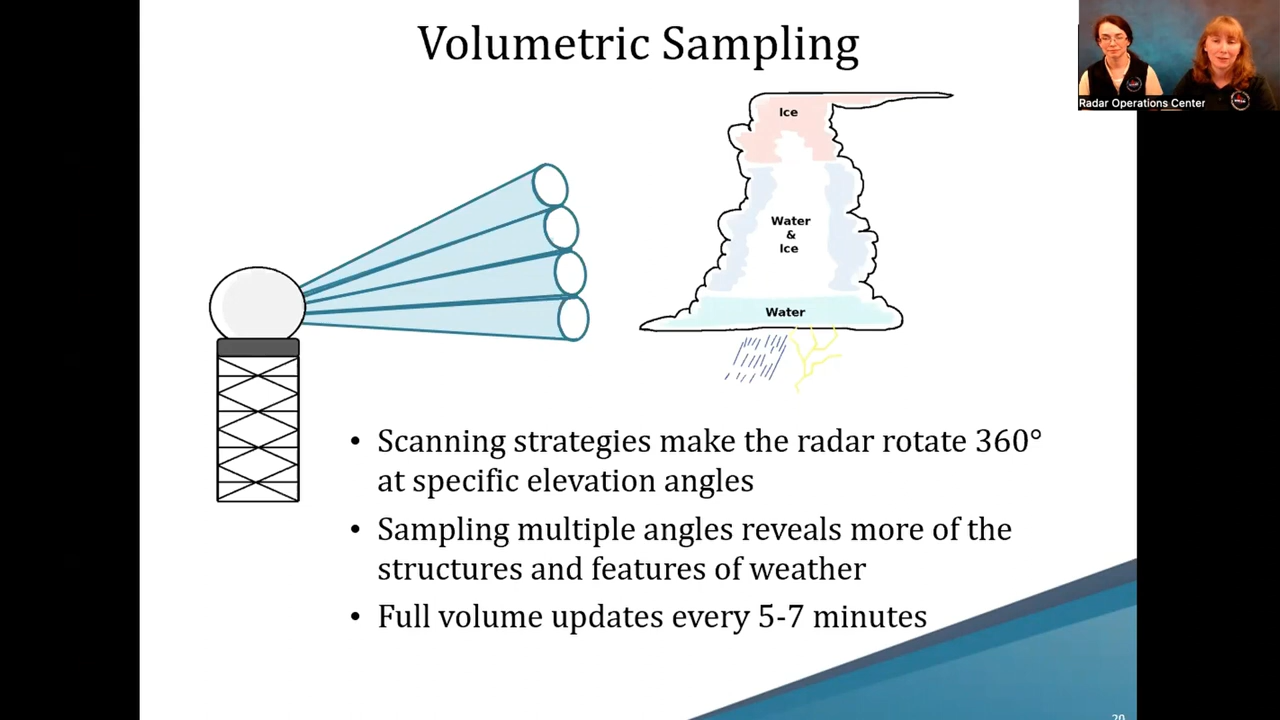 Volumetric Sampling
Radar Operations Center
Ice
Water
&
Ice
Water
• Scanning strategies make the radar rotate 360°
at specific elevation angles
• Sampling multiple angles reveals more of the
structures and features of weather
• Full volume updates every 5-7 minutes
20